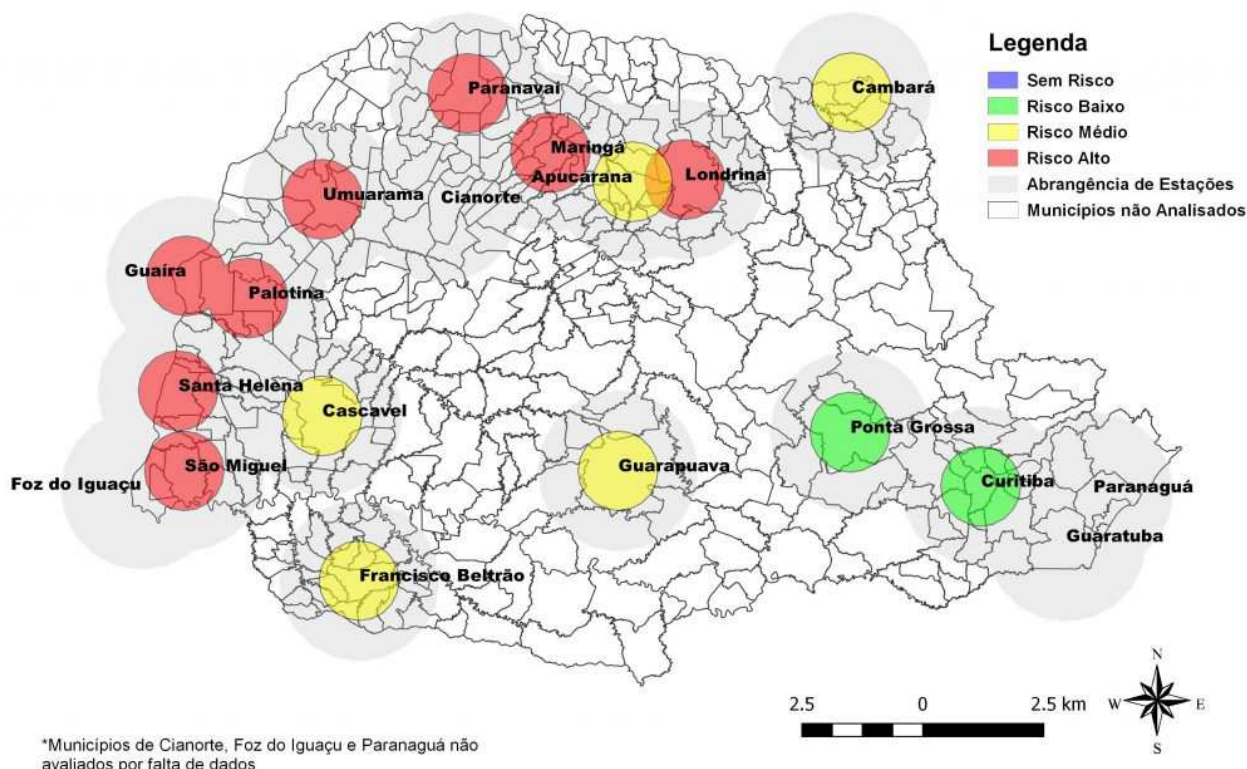 Legenda
Sem Risco
Risco Baixo
Risco Médio
Risco Alto
Abrangência de Estações
Municípios não Analisados
Paranavaí
Cambará
Maringá
Apucarana
Londrina
Umuarama
Cianorte
Guaíra
Palotina
Santa Helena
Cascavel
Ponta Grossa
São Miguel
Guarapuava
Foz do Iguaçu
Curitiba
Paranaguá
Guaratuba
Francisco Beltrão
2.5 0 2.5 km
N
W E
S
*Municípios de Cianorte, Foz do Iguaçu e Paranaguá não
avaliados por falta de dados